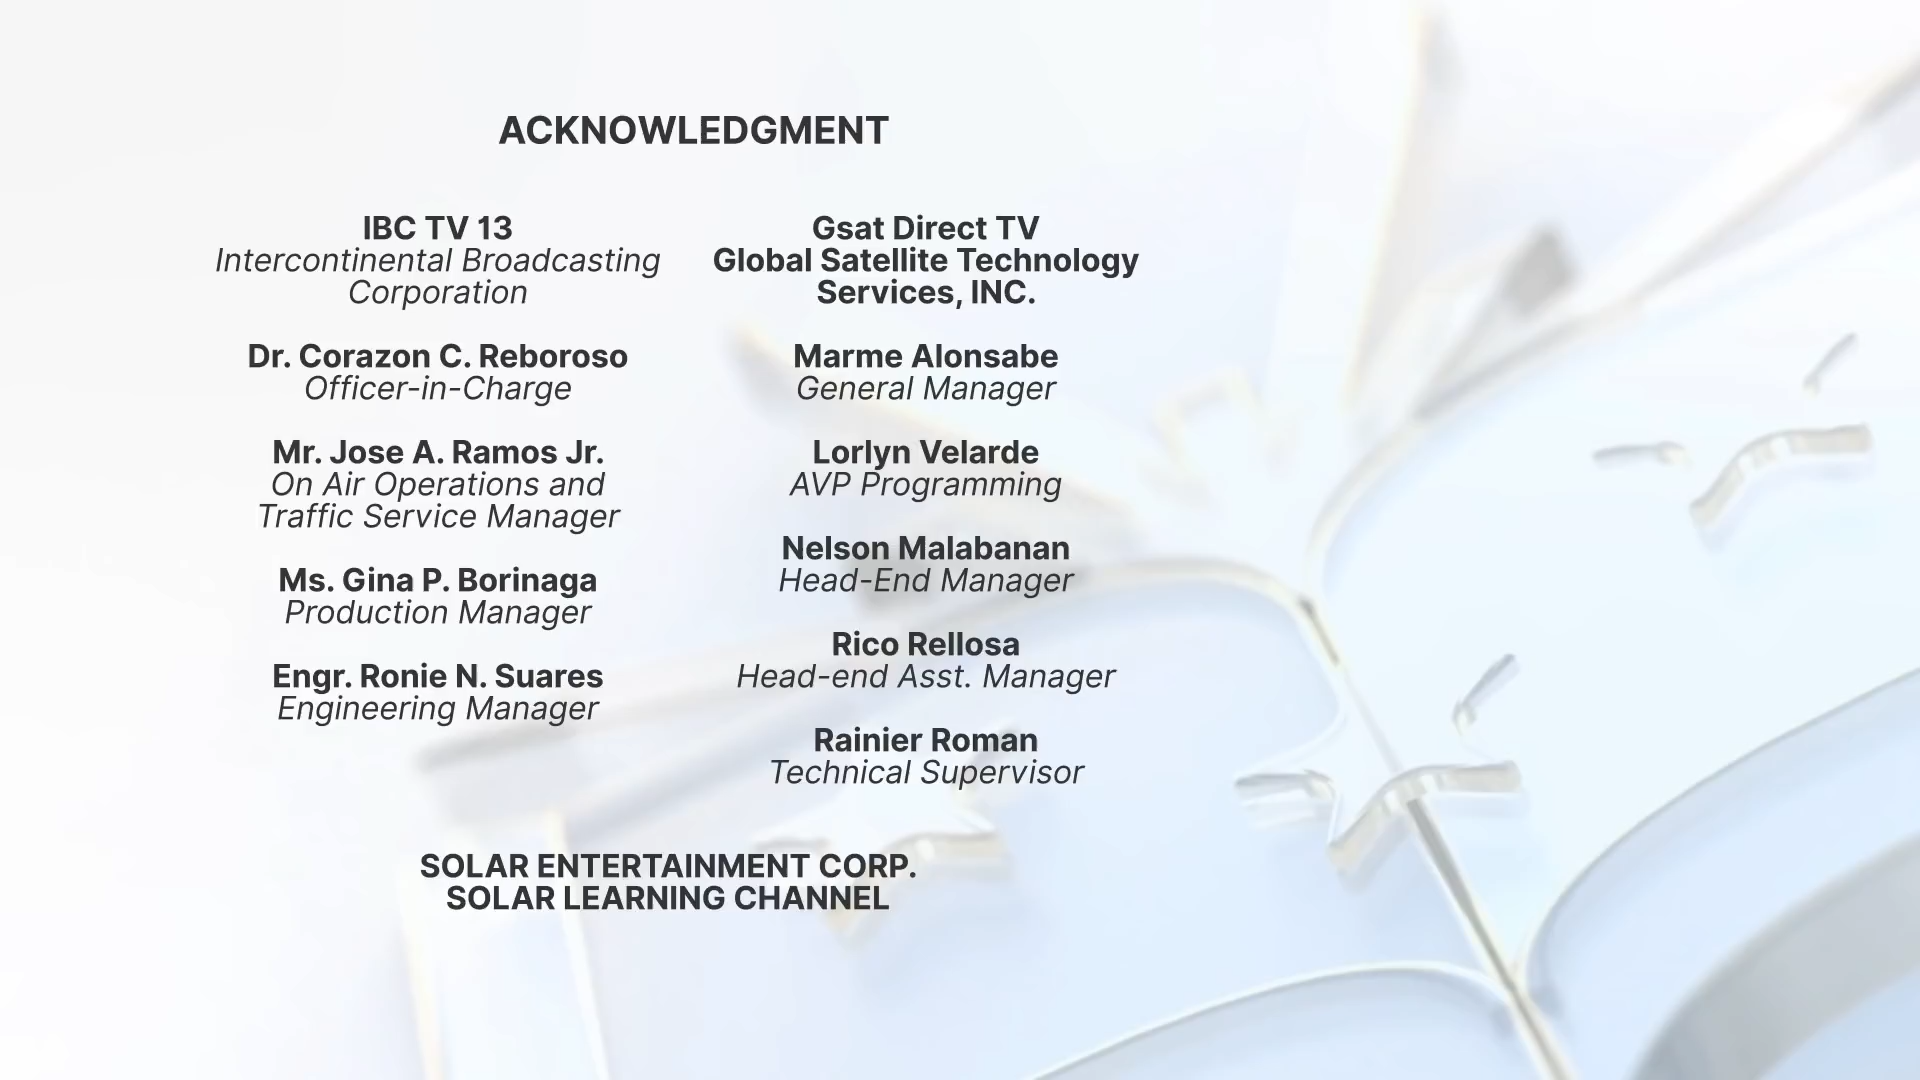 ACKNOWLEDGMENT
IBC TV 13
Intercontinental Broadcasting
Corporation
Dr. Corazon C. Reboroso
Officer-in-Charge
Mr. Jose A. Ramos Jr.
On Air Operations and
Traffic Service Manager
Ms. Gina P. Borinaga
Production Manager
Engr. Ronie N. Suares
Engineering Manager
Gsat Direct TV
Global Satellite Technology
Services, INC.
Marme Alonsabe
General Manager
Lorlyn Velarde
AVP Programming
Nelson Malabanan
Head-End Manager
Rico Rellosa
Head-end Asst. Manager
Rainier Roman
Technical Supervisor
SOLAR ENTERTAINMENT CORP.
SOLAR LEARNING CHANNEL